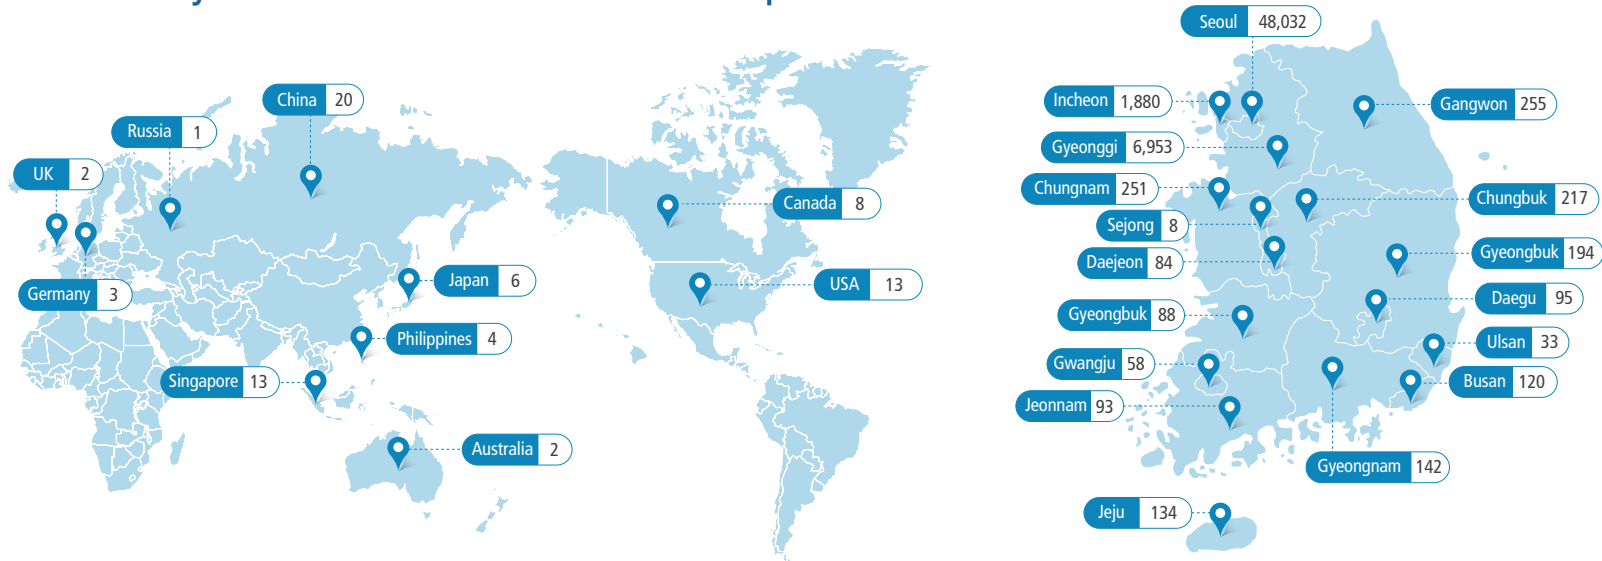 China 20
Russia 1
UK 2
Canada 8
Germany 3
Japan 6
USA 13
Philippines 4
Singapore 13
Australia 2
Seoul 48,032
Incheon 1,880
Gangwon 255
Gyeonggi 6,953
Chungnam 251
Chungbuk 217
Sejong 8
Gyeongbuk 194
Daejeon 84
Daegu 95
Gyeongbuk 88
Ulsan 33
Gwangju 58
Busan 120
Jeonnam 93
Gyeongnam 142
Jeju 134